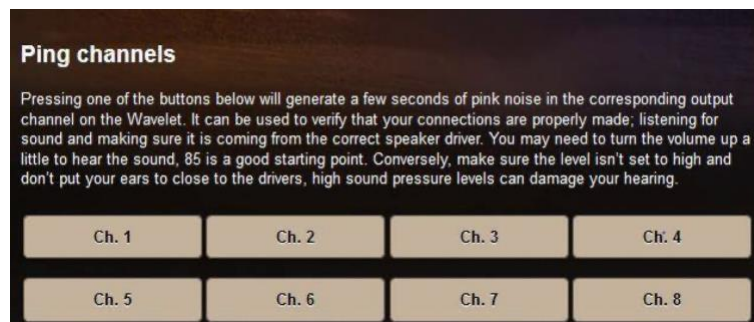 Ping channels
Pressing one of the buttons below will generate a few seconds of pink noise in the corresponding output
channel on the Wavelet. It can be used to verify that your connections are properly made; listening for
sound and making sure it is coming from the correct speaker driver. You may need to turn the volume up a
little to hear the sound, 85 is a good starting point. Conversely, make sure the level isn't set to high and
don't put your ears to close to the drivers, high sound pressure levels can damage your hearing.
Ch. 1 Ch. 2 Ch. 3 Ch. 4
Ch. 5 Ch. 6 Ch. 7 Ch. 8